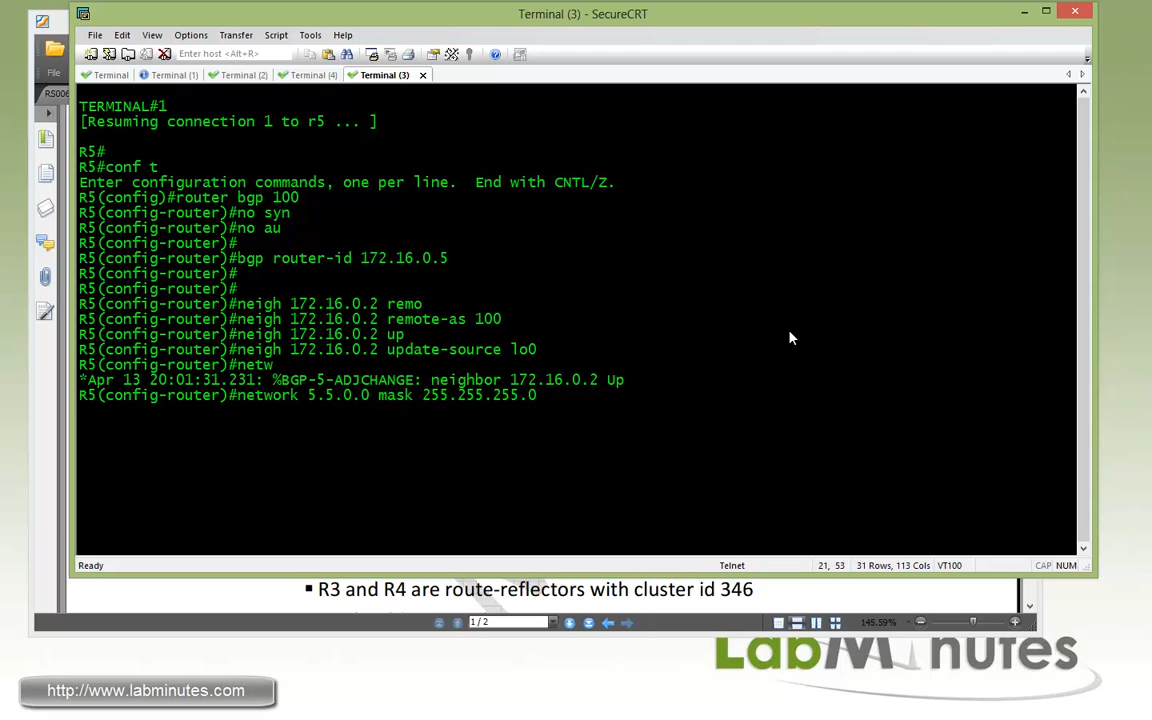 Terminal (3) - SecureCRT
File Edit View Options Transfer Script Tools Help
Enter host <Alt+R>
File
Terminal Terminal (1) Terminal (2) Terminal (4) Terminal (3)
RS006
TERMINAL#1
[Resuming connection 1 to r5 ... ]
R5#
R5#conf t
Enter configuration commands, one per line.  End with CNTL/Z.
R5(config)#router bgp 100
R5(config-router)#no syn
R5(config-router)#no au
R5(config-router)#
R5(config-router)#bgp router-id 172.16.0.5
R5(config-router)#
R5(config-router)#
R5(config-router)#neigh 172.16.0.2 remo
R5(config-router)#neigh 172.16.0.2 remote-as 100
R5(config-router)#neigh 172.16.0.2 up
R5(config-router)#neigh 172.16.0.2 update-source lo0
R5(config-router)#netw
*Apr 13 20:01:31.231: %BGP-5-ADJCHANGE: neighbor 172.16.0.2 Up
R5(config-router)#network 5.5.0.0 mask 255.255.255.0
Ready Telnet 21, 53 31 Rows, 113 Cols VT100 CAP NUM
▪ R3 and R4 are route-reflectors with cluster id 346
1 / 2 145.59%
LabMinutes
http://www.labminutes.com